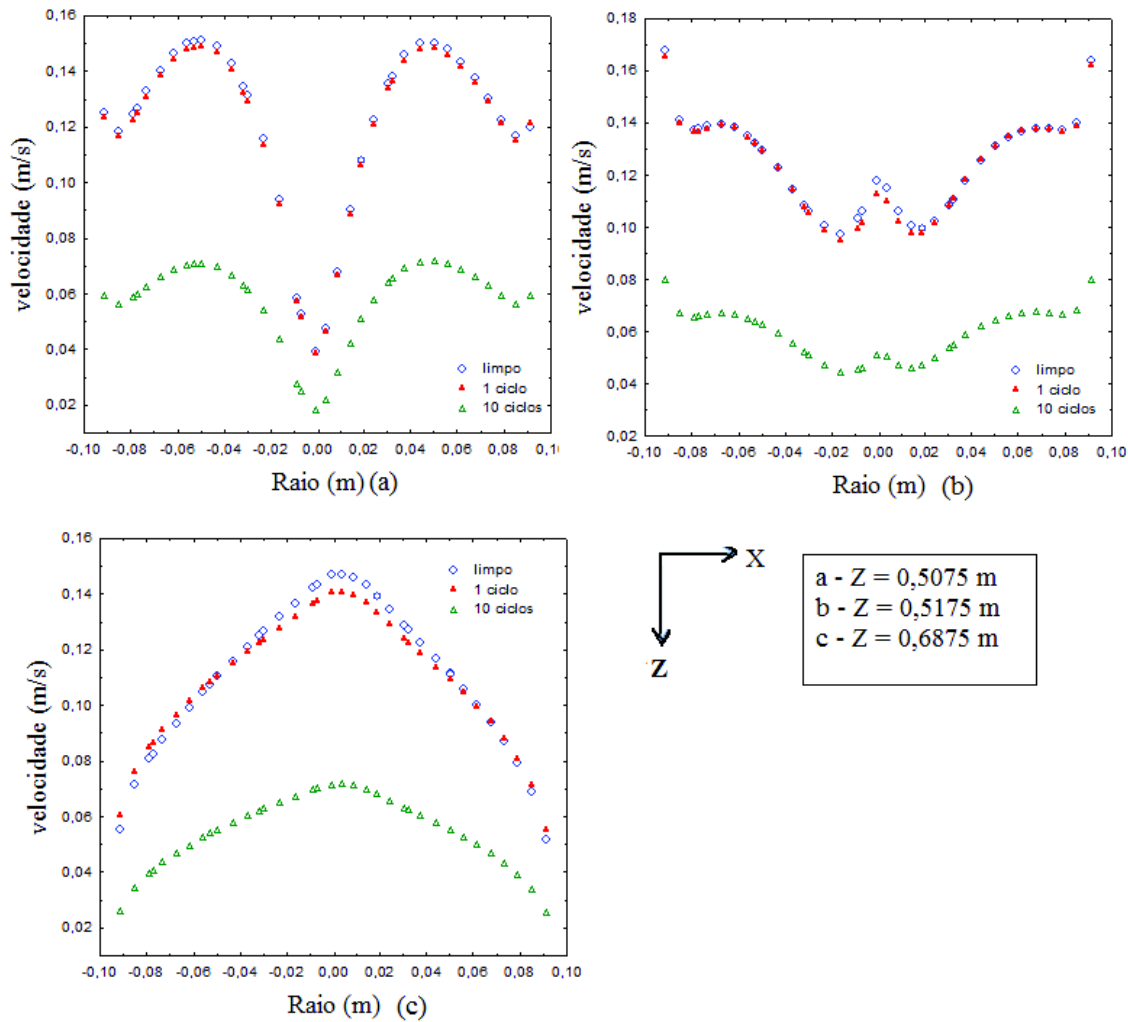 0,16
0,14
0,12
0,10
0,08
0,06
0,04
0,02
velocidade (m/s)
limpo
1 ciclo
10 ciclos
-0,10 -0,08 -0,06 -0,04 -0,02 0,00 0,02 0,04 0,06 0,08 0,10
Raio (m) (a)
0,18
0,16
0,14
0,12
0,10
0,08
0,06
0,04
0,02
velocidade (m/s)
limpo
1 ciclo
10 ciclos
-0,10 -0,08 -0,06 -0,04 -0,02 0,00 0,02 0,04 0,06 0,08 0,10
Raio (m) (b)
0,16
0,14
0,12
0,10
0,08
0,06
0,04
0,02
velocidade (m/s)
limpo
1 ciclo
10 ciclos
-0,10 -0,08 -0,06 -0,04 -0,02 0,00 0,02 0,04 0,06 0,08 0,10
Raio (m) (c)
X
Z
a - Z = 0,5075 m
b - Z = 0,5175 m
c - Z = 0,6875 m